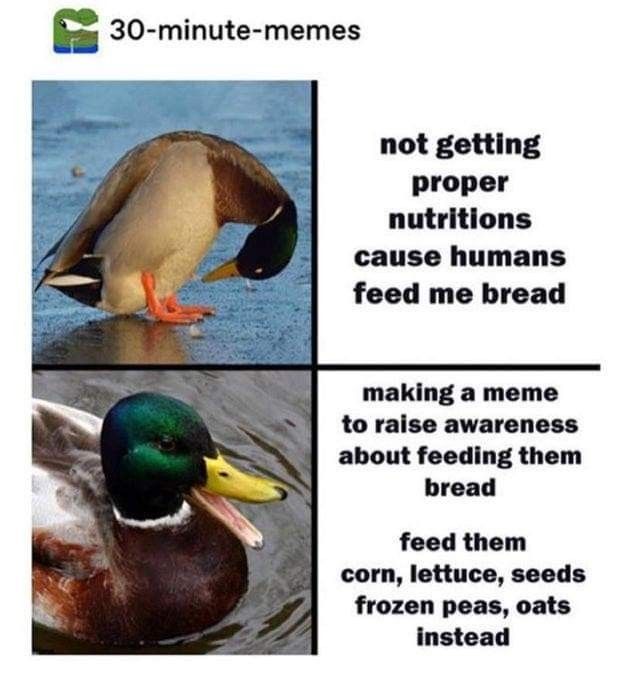 30-minute-memes
not getting
proper
nutritions
cause humans
feed me bread
making a meme
to raise awareness
about feeding them
bread
feed them
corn, lettuce, seeds
frozen peas, oats
instead